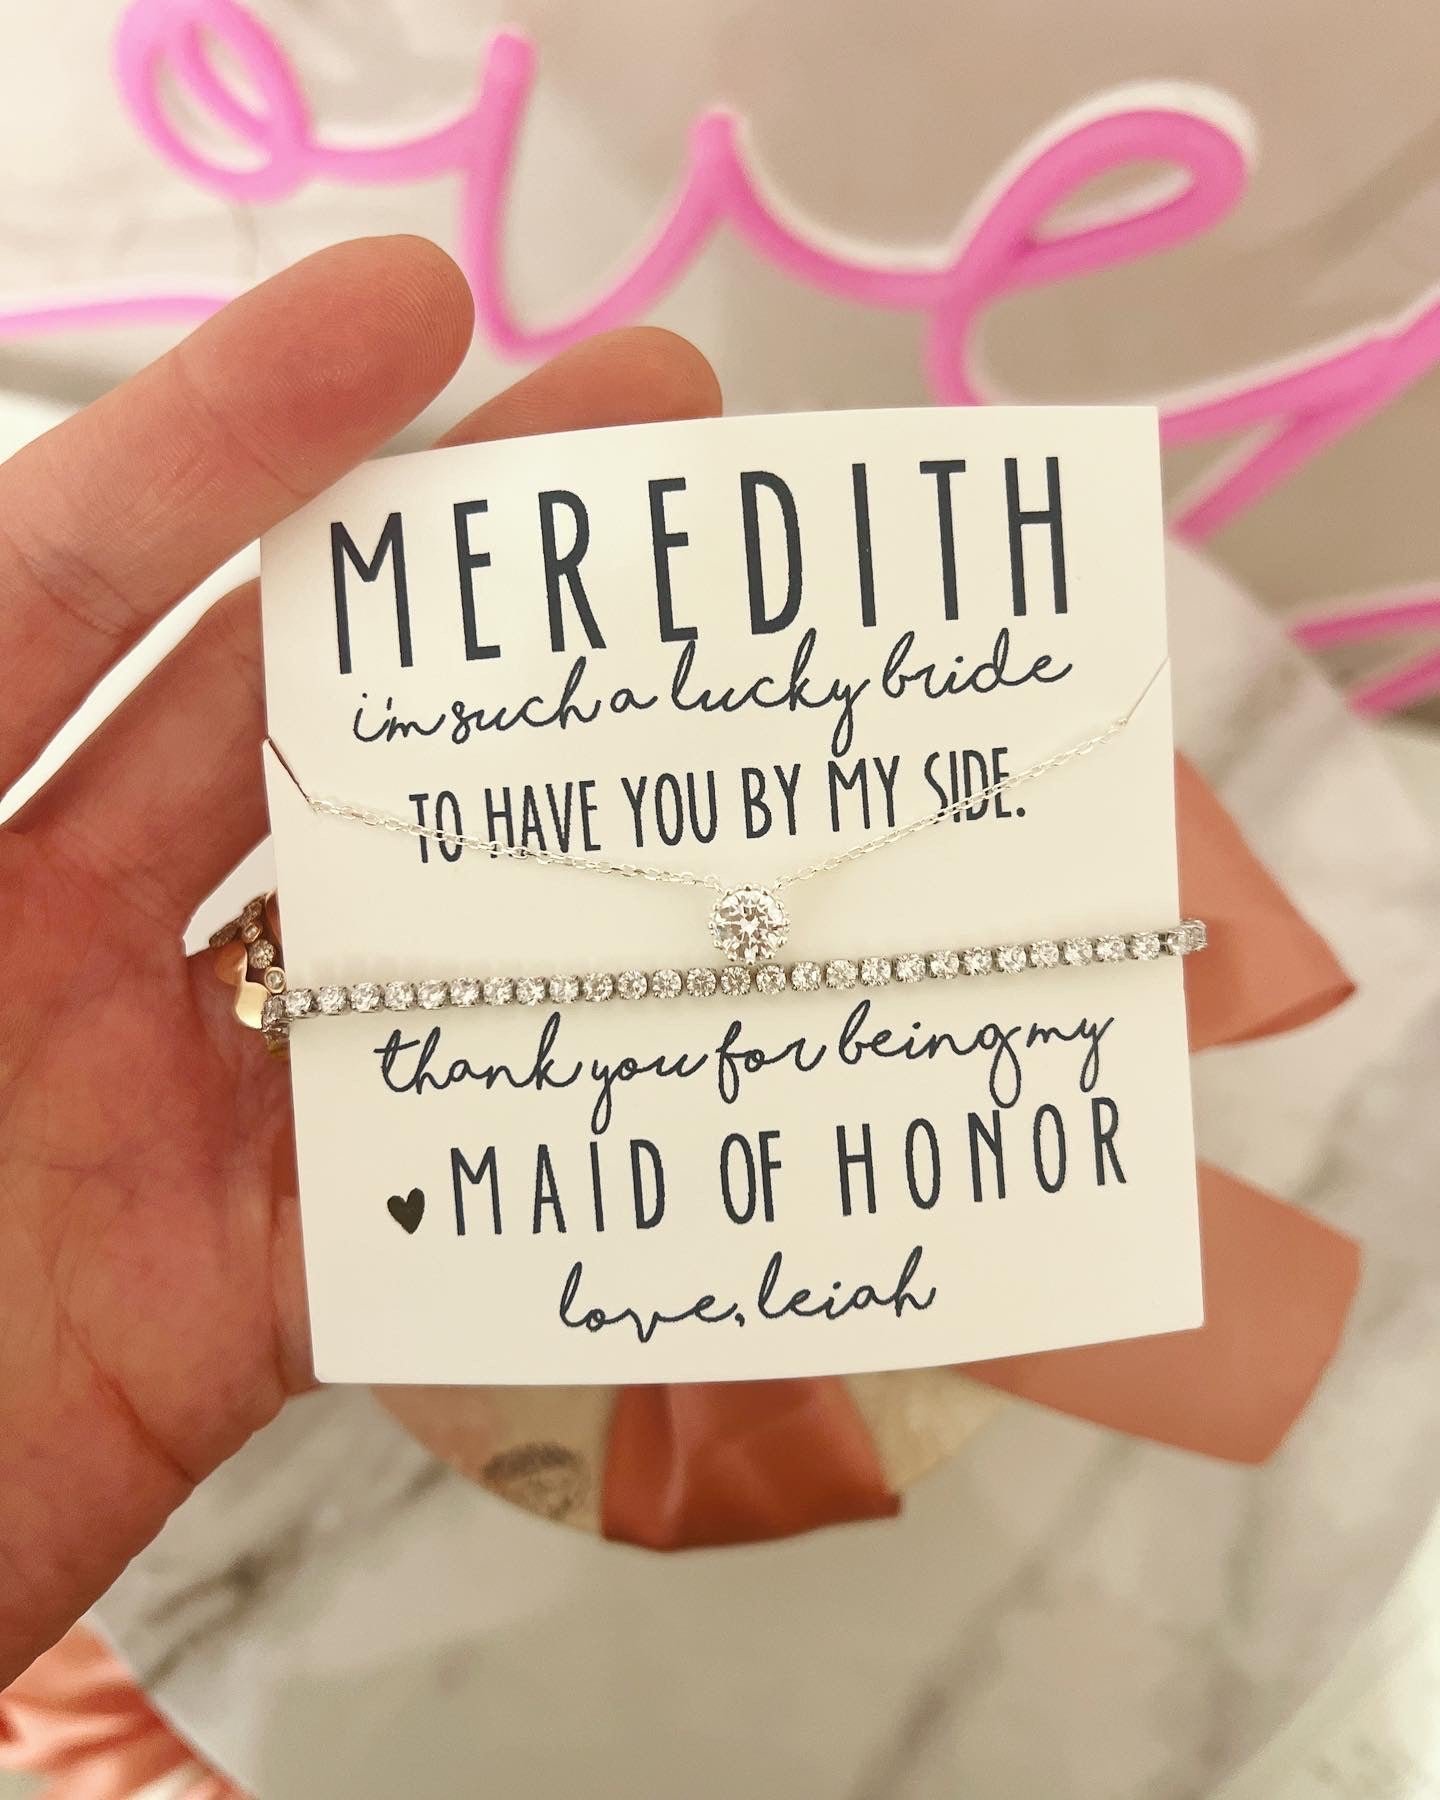 ove
MEREDITH
i'm such a lucky bride
TO HAVE YOU BY MY SIDE.
thank you for being my
♥ MAID OF HONOR
love, leiah